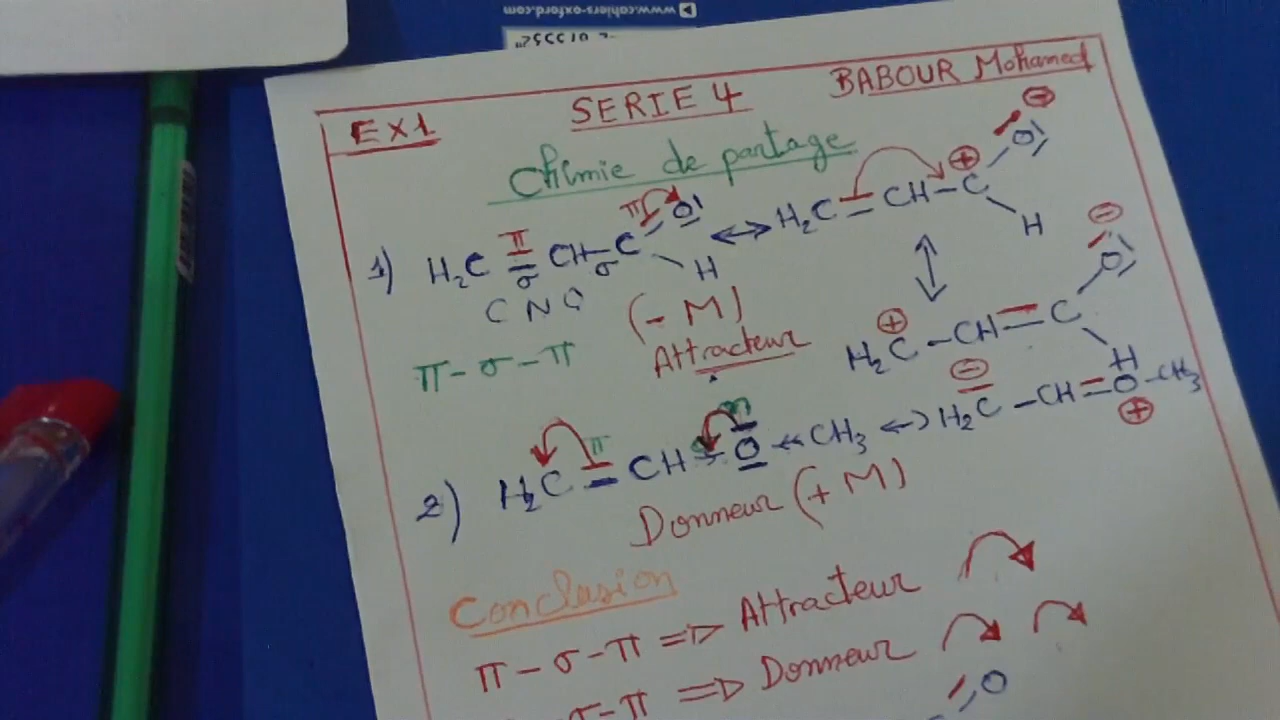 www.cahiers-oxford.com
SERIE 4
BABOUR Mohamed
EX1
Chimie de partage
1) H₂C = CH - C O H ↔ H₂C = CH - C ⊕ O ⊖ H
π σ σ π
C N O
(- M)
π - σ - π
Attracteur
⊕ H₂C - CH = C O ⊖ H
2) H₂C = CH - O ← CH₃ ↔ ⊖ H₂C - CH = O - CH₃ ⊕
π n
Donneur (+ M)
Conclusion
π - σ - π => Attracteur
σ - π => Donneur
O